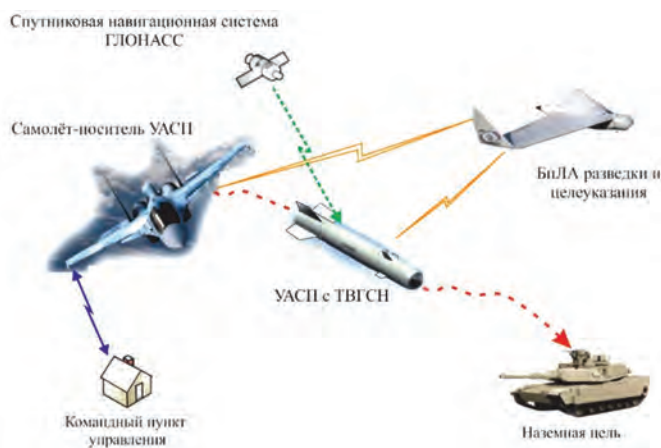 Спутниковая навигационная система
ГЛОНАСС
Самолёт-носитель УАСП
БпЛА разведки и
целеуказания
УАСП с ТВГСН
Командный пункт
управления
Наземная цель